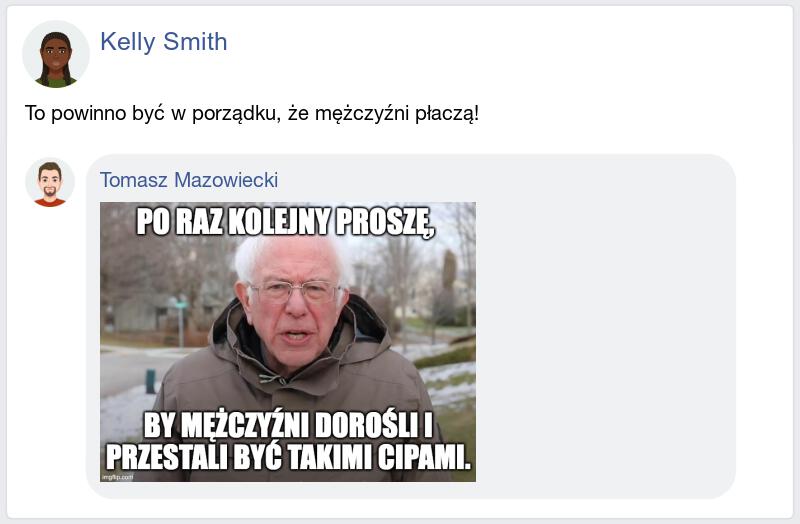 Kelly Smith
To powinno być w porządku, że mężczyźni płaczą!
Tomasz Mazowiecki
PO RAZ KOLEJNY PROSZĘ,
BY MĘŻCZYŹNI DOROŚLI I
PRZESTALI BYĆ TAKIMI CIPAMI.
imgflip.com